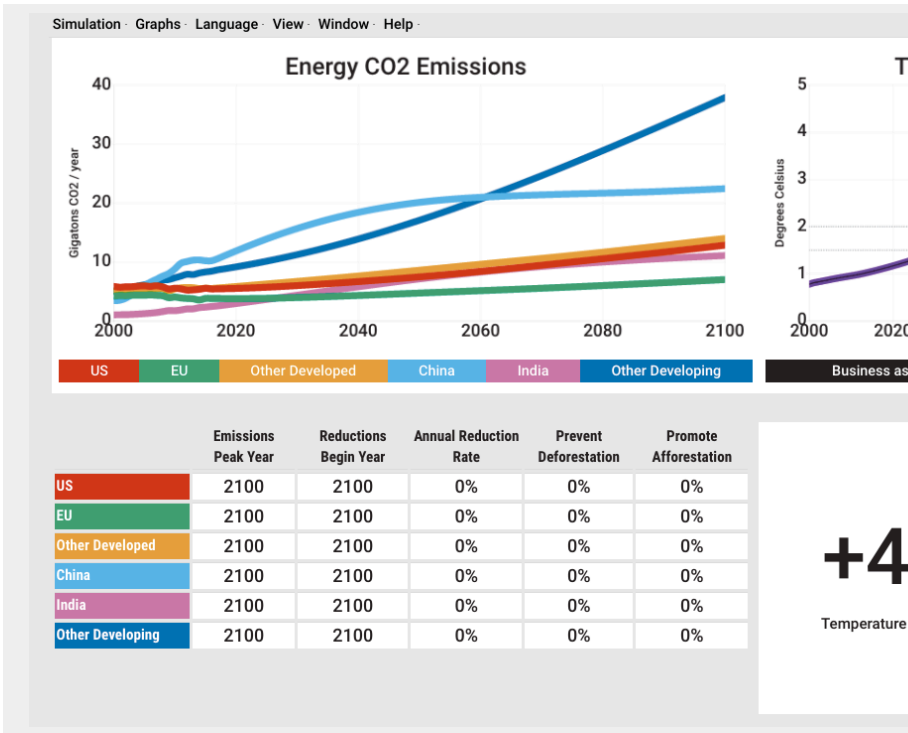 Simulation Graphs Language View Window Help
Energy CO2 Emissions
T
Gigatons CO2 / year
40
30
20
10
0
2000 2020 2040 2060 2080 2100
US EU Other Developed China India Other Developing
Degrees Celsius
5
4
3
2
1
0
2000 2020
Business as
Emissions Peak Year
Reductions Begin Year
Annual Reduction Rate
Prevent Deforestation
Promote Afforestation
US 2100 2100 0% 0% 0%
EU 2100 2100 0% 0% 0%
Other Developed 2100 2100 0% 0% 0%
China 2100 2100 0% 0% 0%
India 2100 2100 0% 0% 0%
Other Developing 2100 2100 0% 0% 0%
+4
Temperature